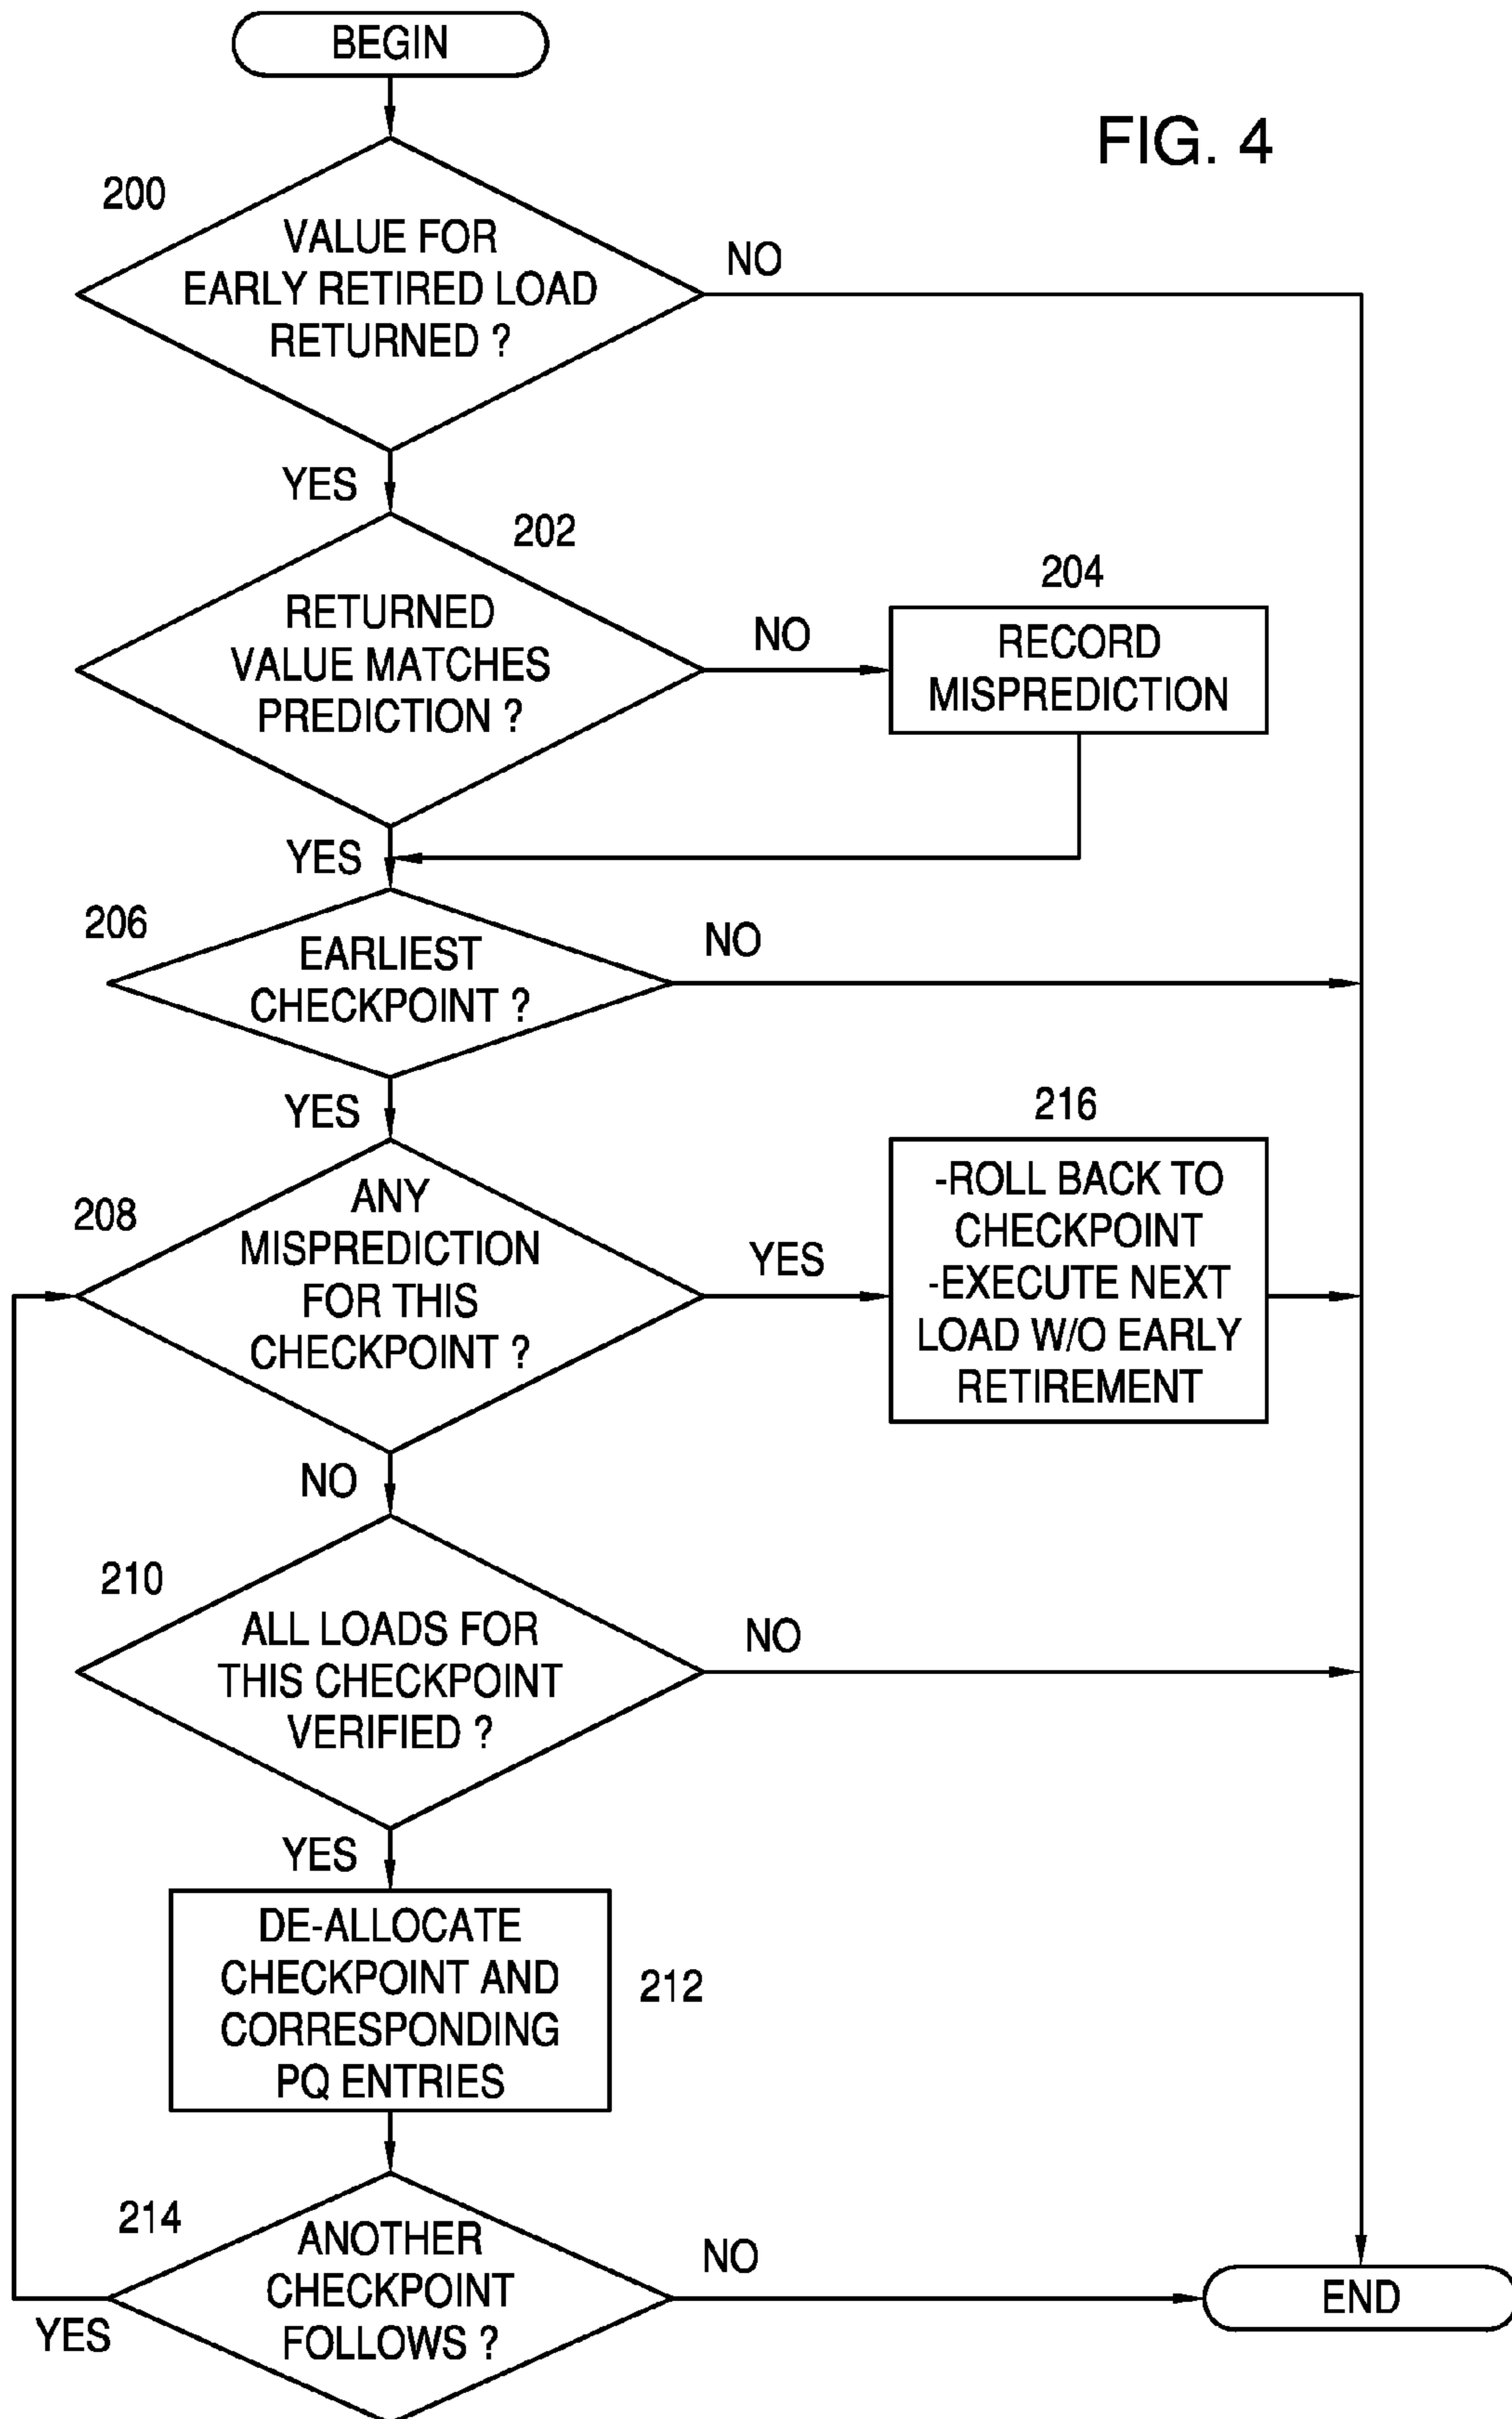 BEGIN
FIG. 4
200
VALUE FOR
EARLY RETIRED LOAD
RETURNED ?
NO
YES
202
RETURNED
VALUE MATCHES
PREDICTION ?
NO
204
RECORD
MISPREDICTION
YES
206
EARLIEST
CHECKPOINT ?
NO
YES
208
ANY
MISPREDICTION
FOR THIS
CHECKPOINT ?
YES
216
-ROLL BACK TO
CHECKPOINT
-EXECUTE NEXT
LOAD W/O EARLY
RETIREMENT
NO
210
ALL LOADS FOR
THIS CHECKPOINT
VERIFIED ?
NO
YES
DE-ALLOCATE
CHECKPOINT AND
CORRESPONDING
PQ ENTRIES
212
214
ANOTHER
CHECKPOINT
FOLLOWS ?
NO
YES
END